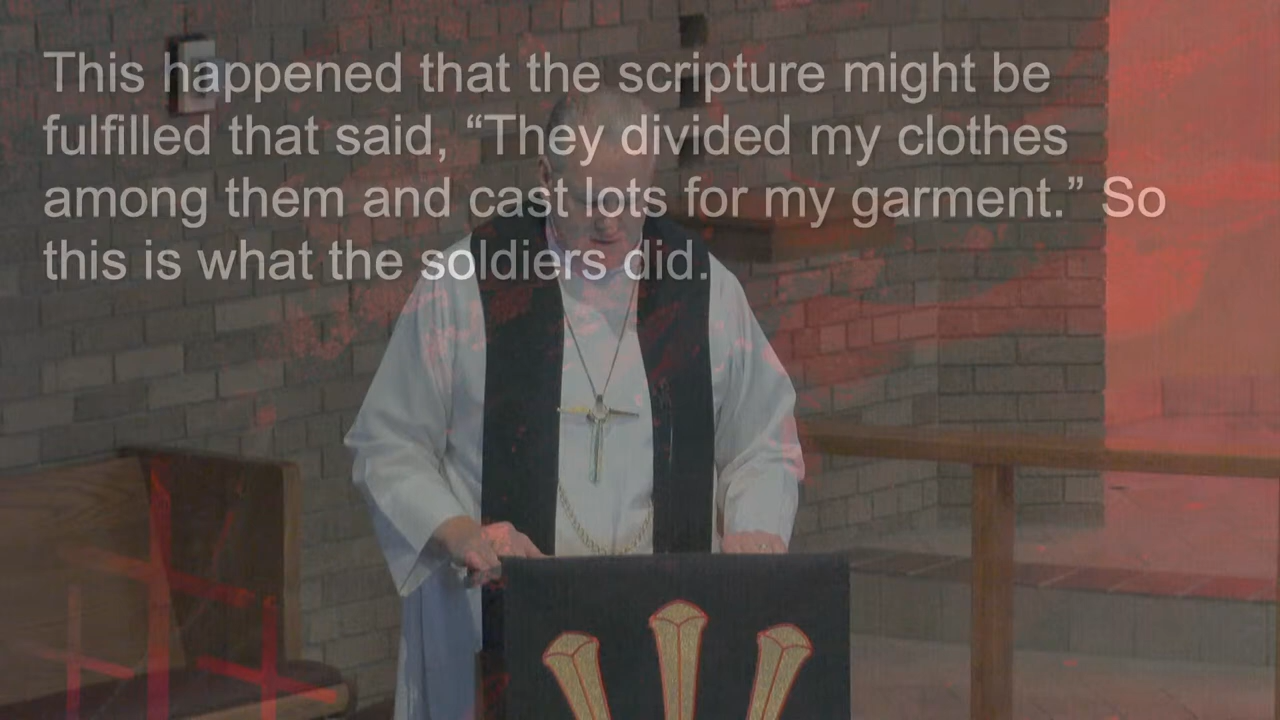 This happened that the scripture might be
fulfilled that said, “They divided my clothes
among them and cast lots for my garment.” So
this is what the soldiers did.